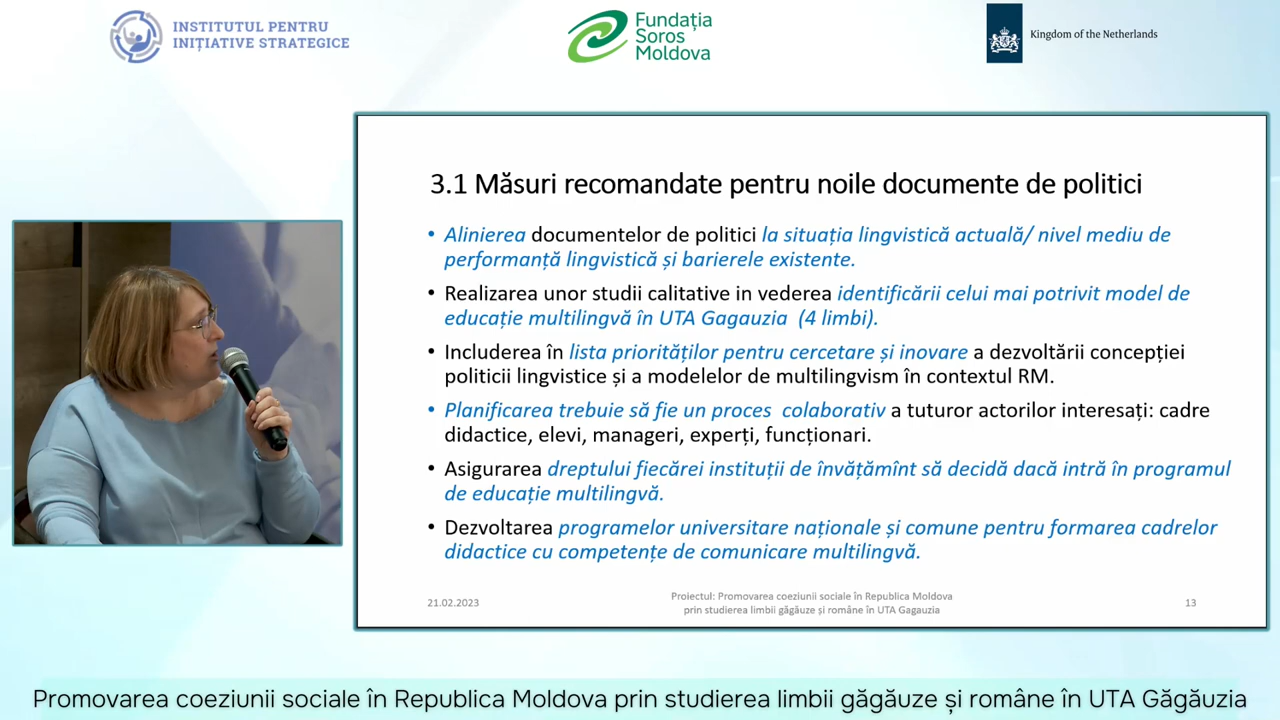 INSTITUTUL PENTRU
INIȚIATIVE STRATEGICE
Fundația
Soros
Moldova
Kingdom of the Netherlands
3.1 Măsuri recomandate pentru noile documente de politici
• Alinierea documentelor de politici la situația lingvistică actuală/ nivel mediu de
performanță lingvistică și barierele existente.
• Realizarea unor studii calitative in vederea identificării celui mai potrivit model de
educație multilingvă în UTA Gagauzia (4 limbi).
• Includerea în lista priorităților pentru cercetare și inovare a dezvoltării concepției
politicii lingvistice și a modelelor de multilingvism în contextul RM.
• Planificarea trebuie să fie un proces colaborativ a tuturor actorilor interesați: cadre
didactice, elevi, manageri, experți, funcționari.
• Asigurarea dreptului fiecărei instituții de învățămînt să decidă dacă intră în programul
de educație multilingvă.
• Dezvoltarea programelor universitare naționale și comune pentru formarea cadrelor
didactice cu competențe de comunicare multilingvă.
21.02.2023
Proiectul: Promovarea coeziunii sociale în Republica Moldova
prin studierea limbii găgăuze și române în UTA Gagauzia
13
Promovarea coeziunii sociale în Republica Moldova prin studierea limbii găgăuze și române în UTA Găgăuzia